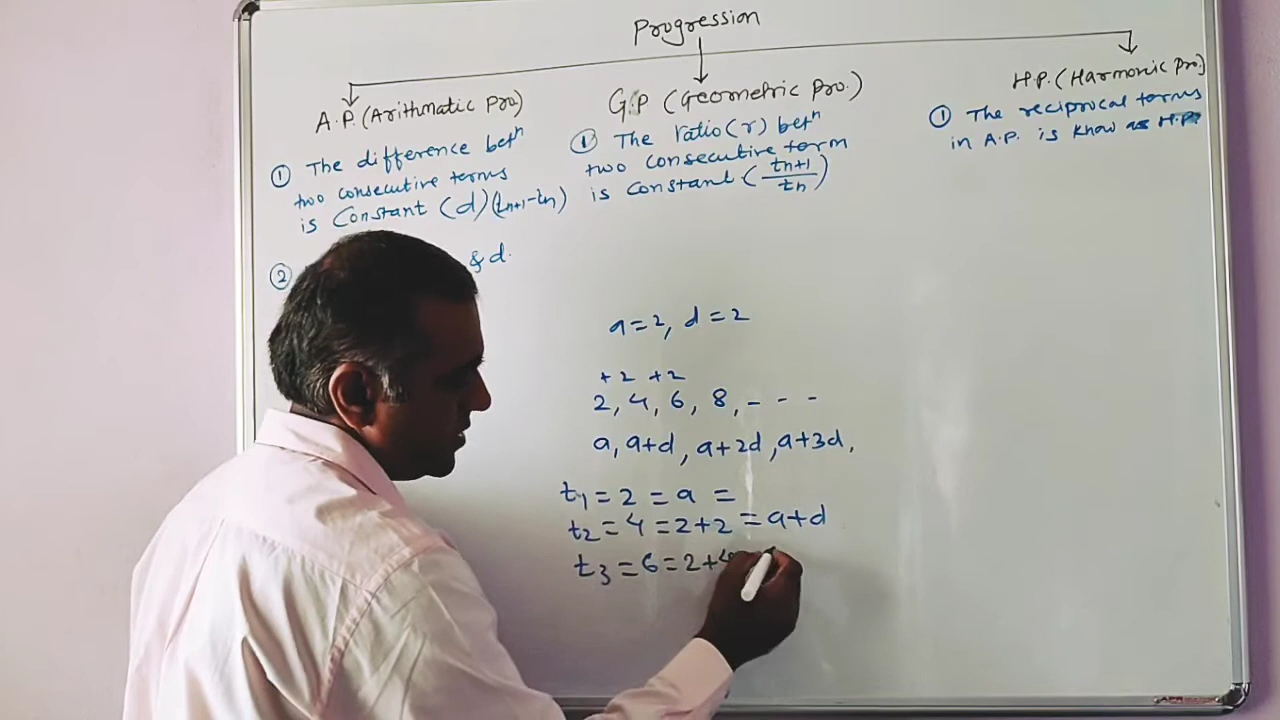 Progression
A.P. (Arithmatic Pro)
① The difference betⁿ
two consecutive terms
is Constant (d) (tn+1-tn)
②
& d.
G.P (Geometric Pro.)
① The ratio(r) betⁿ
two consecutive term
is Constant (tn+1/tn)
H.P. (Harmonic Pro)
① The reciprocal terms
in A.P. is know as H.P.
a=2, d=2
+2 +2
2, 4, 6, 8, - - -
a, a+d, a+2d, a+3d,
t1 = 2 = a =
t2 = 4 = 2+2 = a+d
t3 = 6 = 2+4